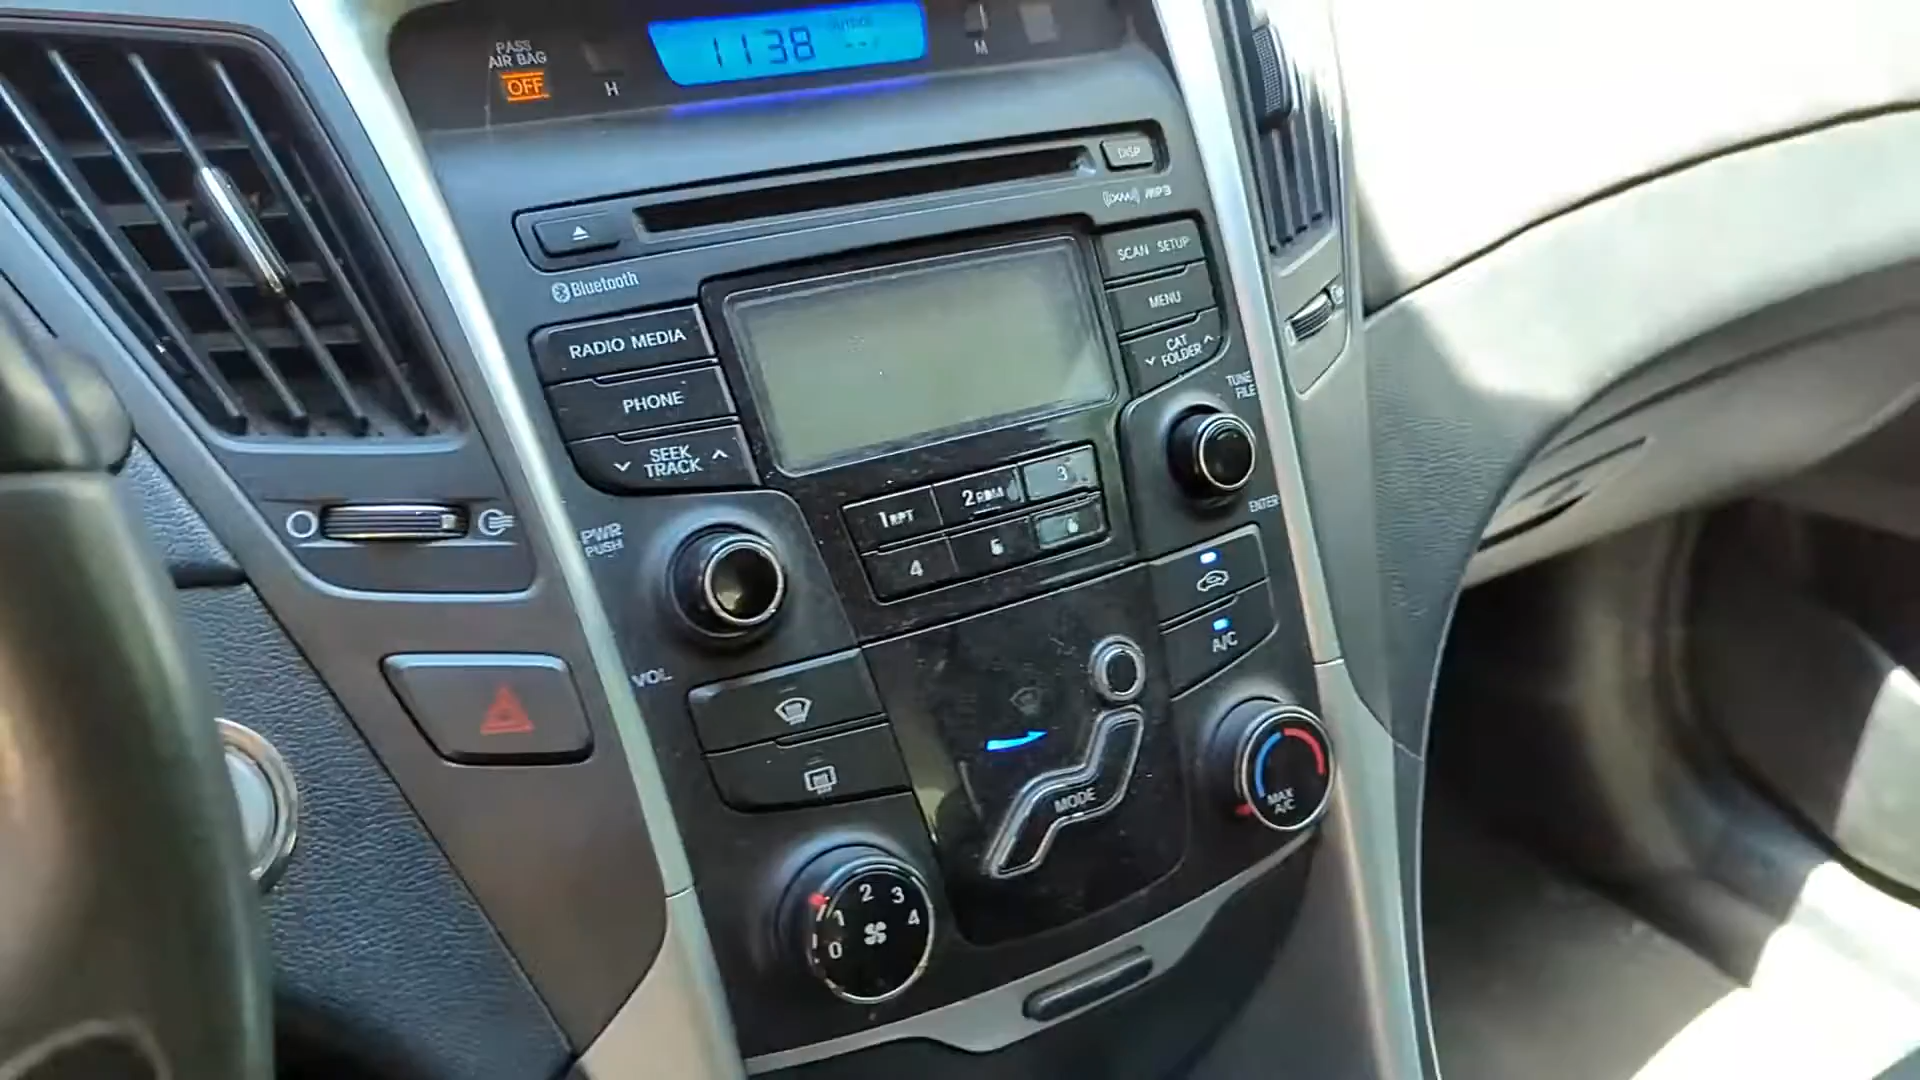 PASS
AIR BAG
OFF
H
1138
M
DISP
((XM)) MP3
Bluetooth
SCAN SETUP
MENU
CAT
FOLDER
RADIO MEDIA
PHONE
SEEK
TRACK
TUNE
FILE
ENTER
1 RPT
2 RDM
3
4
5
6
PWR
PUSH
VOL
A/C
MODE
MAX
A/C
0 1 2 3 4